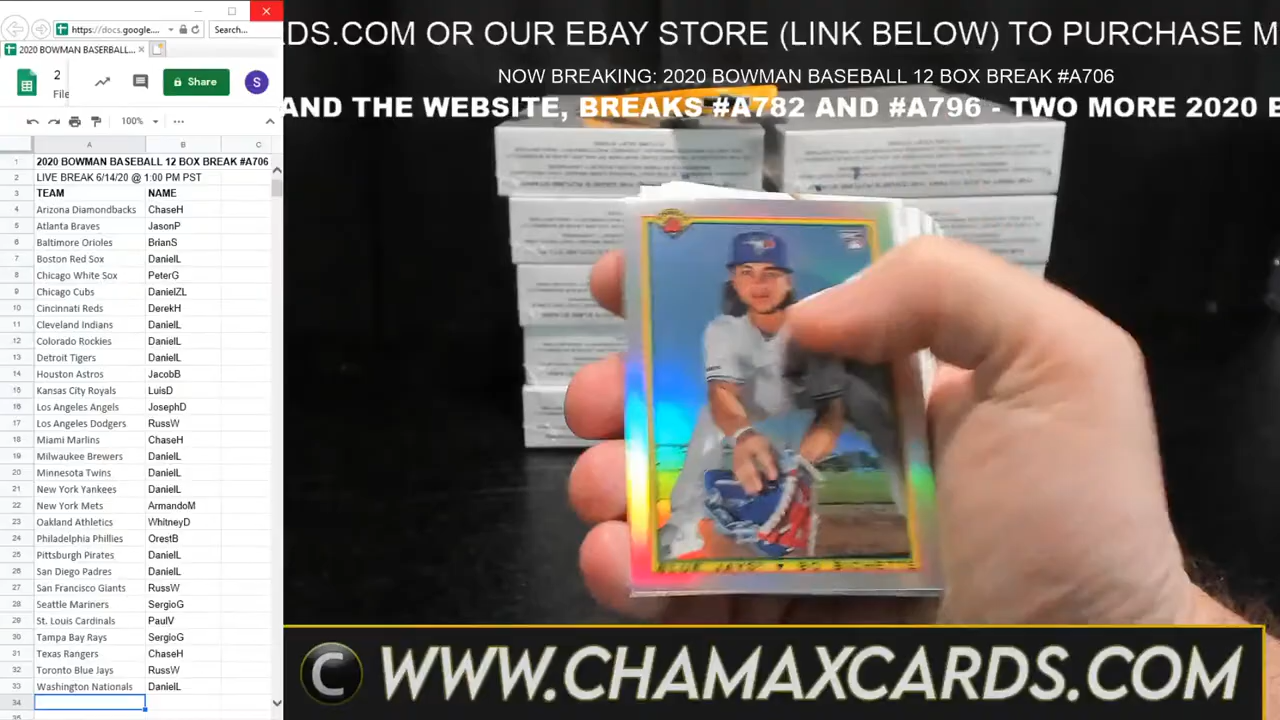 https://docs.google....
Search...
2020 BOWMAN BASERBALL...
2
File
Share
S
100%
A B C
1 2020 BOWMAN BASEBALL 12 BOX BREAK #A706
2 LIVE BREAK 6/14/20 @ 1:00 PM PST
3 TEAM NAME
4 Arizona Diamondbacks ChaseH
5 Atlanta Braves JasonP
6 Baltimore Orioles BrianS
7 Boston Red Sox DanielL
8 Chicago White Sox PeterG
9 Chicago Cubs DanielZL
10 Cincinnati Reds DerekH
11 Cleveland Indians DanielL
12 Colorado Rockies DanielL
13 Detroit Tigers DanielL
14 Houston Astros JacobB
15 Kansas City Royals LuisD
16 Los Angeles Angels JosephD
17 Los Angeles Dodgers RussW
18 Miami Marlins ChaseH
19 Milwaukee Brewers DanielL
20 Minnesota Twins DanielL
21 New York Yankees DanielL
22 New York Mets ArmandoM
23 Oakland Athletics WhitneyD
24 Philadelphia Phillies OrestB
25 Pittsburgh Pirates DanielL
26 San Diego Padres DanielL
27 San Francisco Giants RussW
28 Seattle Mariners SergioG
29 St. Louis Cardinals PaulV
30 Tampa Bay Rays SergioG
31 Texas Rangers ChaseH
32 Toronto Blue Jays RussW
33 Washington Nationals DanielL
34
RDS.COM OR OUR EBAY STORE (LINK BELOW) TO PURCHASE M
NOW BREAKING: 2020 BOWMAN BASEBALL 12 BOX BREAK #A706
AND THE WEBSITE, BREAKS #A782 AND #A796 - TWO MORE 2020 B
BLUE JAYS • BO BICHETTE
C WWW.CHAMAXCARDS.COM